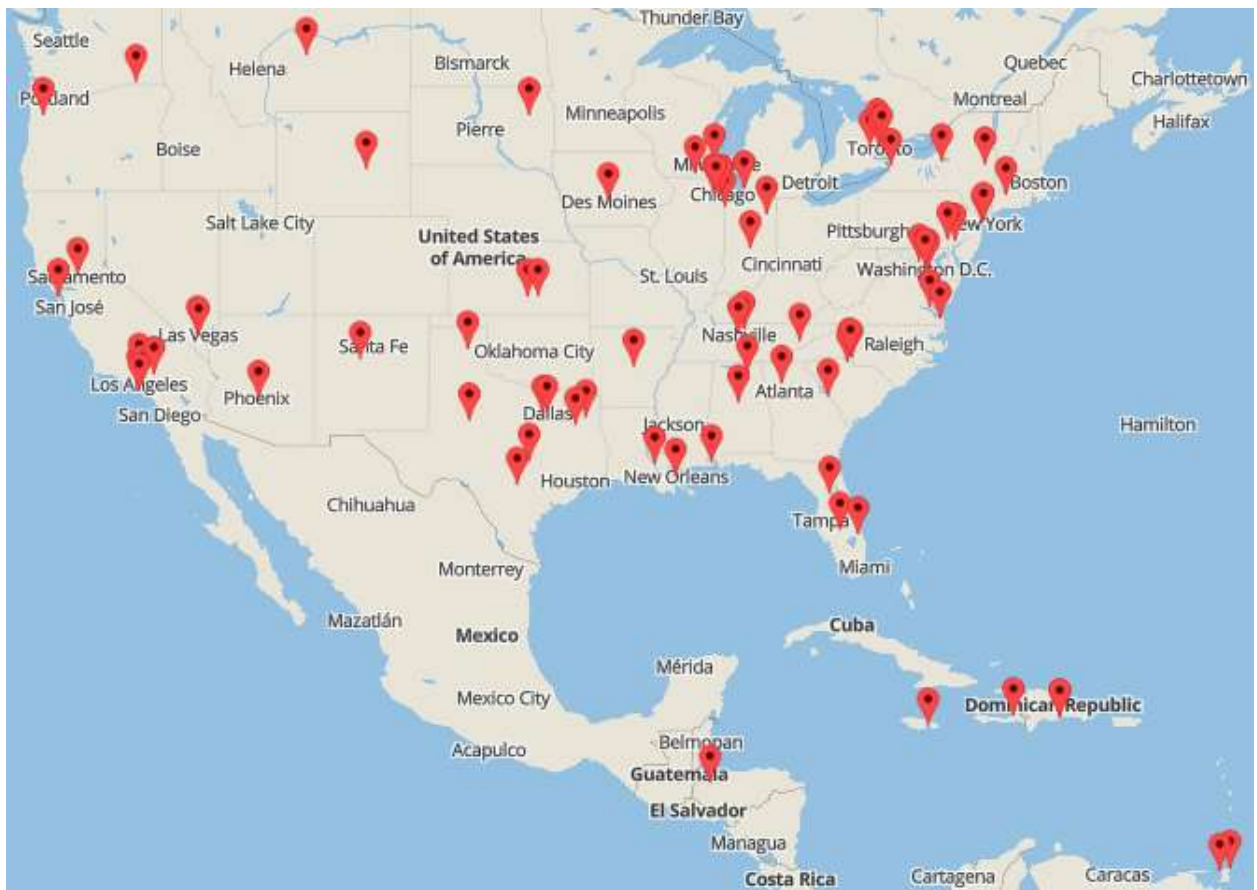 Thunder Bay
Seattle
Quebec
Bismarck
Helena
Charlottetown
Portland
Montreal
Minneapolis
Halifax
Pierre
Boise
Toronto
Milwaukee
Detroit
Boston
Chicago
Des Moines
Salt Lake City
New York
Pittsburgh
United States
of America
Cincinnati
Washington D.C.
St. Louis
Sacramento
San José
Las Vegas
Nashville
Santa Fe
Raleigh
Oklahoma City
Los Angeles
Phoenix
Atlanta
San Diego
Dallas
Jackson
Hamilton
New Orleans
Houston
Chihuahua
Tampa
Miami
Monterrey
Mazatlán
Cuba
Mexico
Mérida
Mexico City
Dominican Republic
Belmopan
Acapulco
Guatemala
El Salvador
Managua
Caracas
Cartagena
Costa Rica